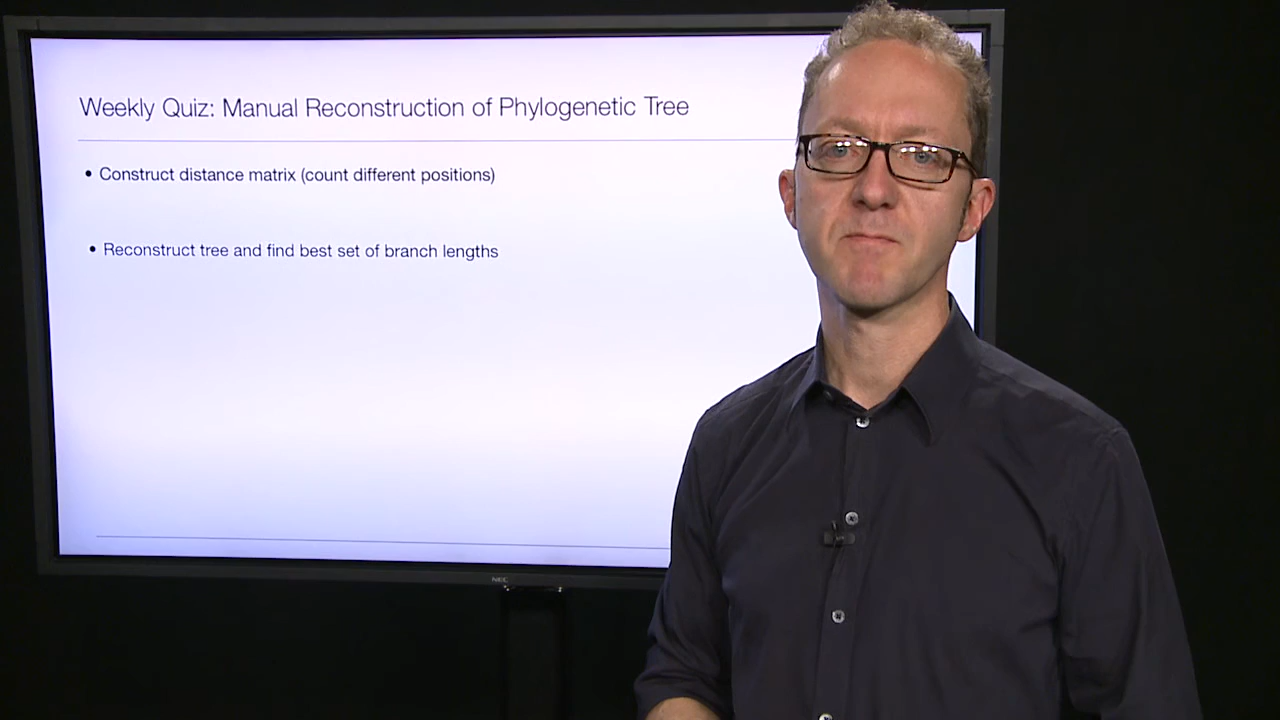 Weekly Quiz: Manual Reconstruction of Phylogenetic Tree
• Construct distance matrix (count different positions)
• Reconstruct tree and find best set of branch lengths
NEC